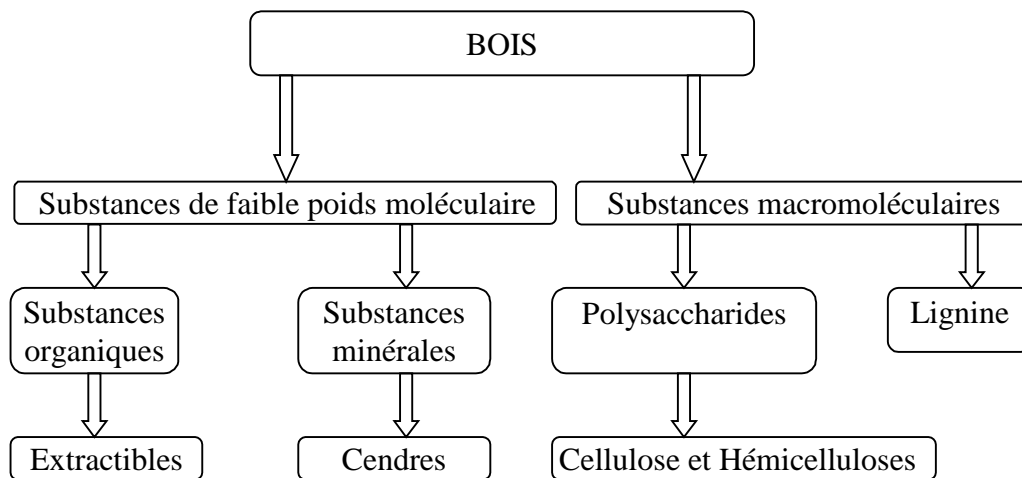 BOIS
Substances de faible poids moléculaire
Substances macromoléculaires
Substances
organiques
Substances
minérales
Polysaccharides
Lignine
Extractibles
Cendres
Cellulose et Hémicelluloses